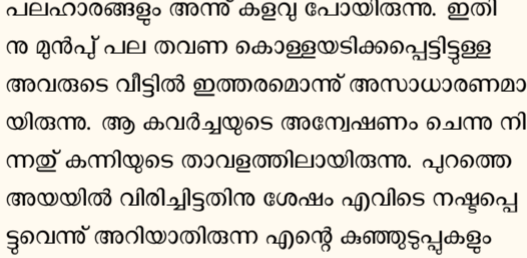 പലഹാരങ്ങളും അന്നു് കളവു പോയിരുന്നു. ഇതി
നു മുൻപു് പല തവണ കൊള്ളയടിക്കപ്പെട്ടിട്ടുള്ള
അവരുടെ വീട്ടിൽ ഇത്തരമൊന്നു് അസാധാരണമാ
യിരുന്നു. ആ കവർച്ചയുടെ അന്വേഷണം ചെന്നു നി
ന്നതു് കന്നിയുടെ താവളത്തിലായിരുന്നു. പുറത്തെ
അയയിൽ വിരിച്ചിട്ടതിനു ശേഷം എവിടെ നഷ്ടപ്പെ
ട്ടുവെന്നു് അറിയാതിരുന്ന എന്റെ കുഞ്ഞുടുപ്പുകളും